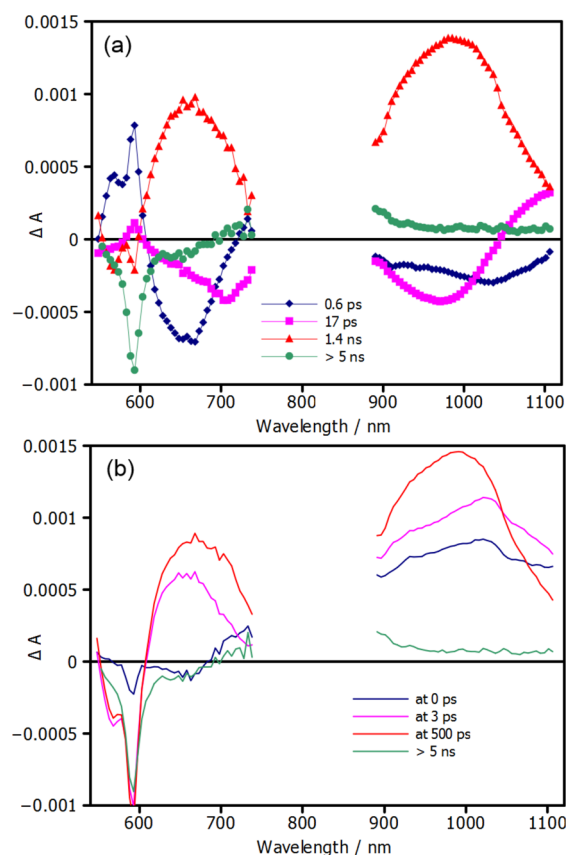 (a)
0.0015
0.001
0.0005
0
−0.0005
−0.001
Δ A
0.6 ps
17 ps
1.4 ns
> 5 ns
600 700 800 900 1000 1100
Wavelength / nm
(b)
0.0015
0.001
0.0005
0
−0.0005
−0.001
Δ A
at 0 ps
at 3 ps
at 500 ps
> 5 ns
600 700 800 900 1000 1100
Wavelength / nm